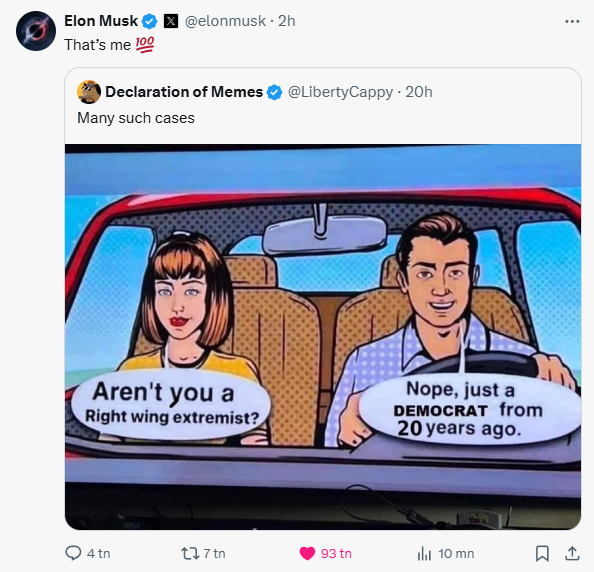 Elon Musk @elonmusk · 2h
That's me 💯
Declaration of Memes @LibertyCappy · 20h
Many such cases
Aren't you a
Right wing extremist?
Nope, just a
DEMOCRAT from
20 years ago.
4 tn 7 tn 93 tn 10 mn